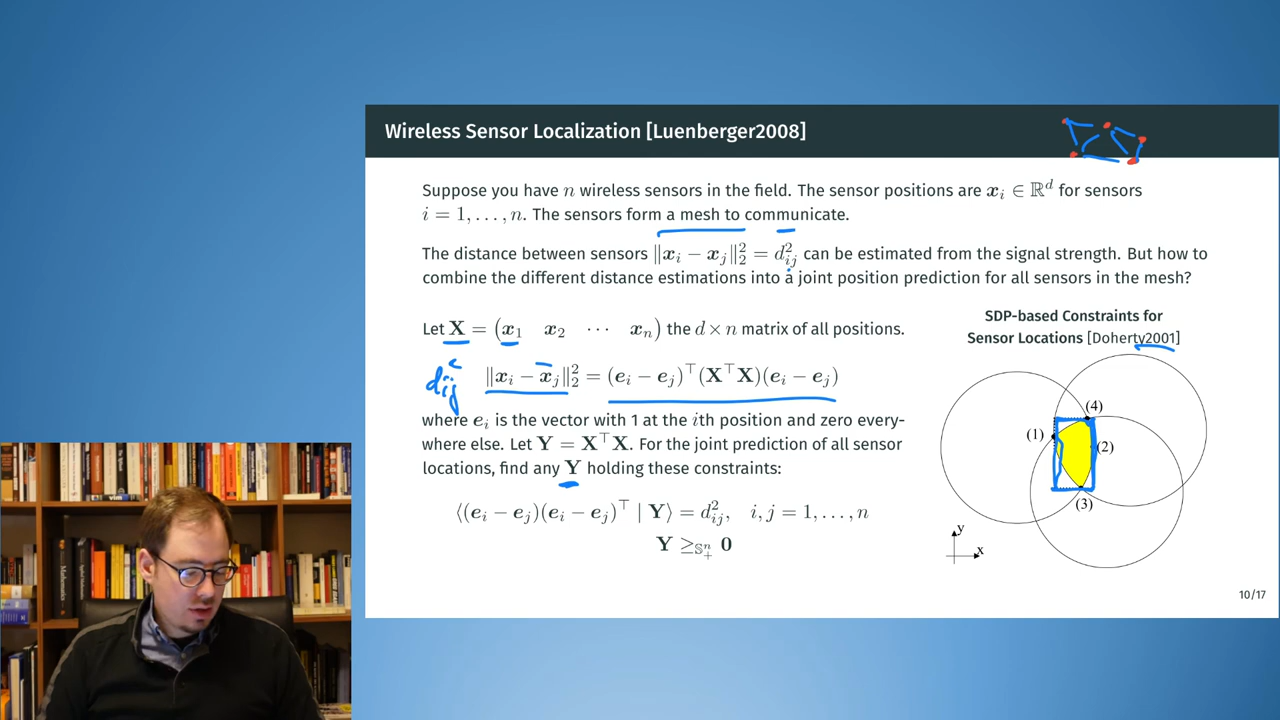 Wireless Sensor Localization [Luenberger2008]
Suppose you have n wireless sensors in the field. The sensor positions are 𝒙ᵢ ∈ ℝᵈ for sensors
i = 1, . . . , n. The sensors form a mesh to communicate.
The distance between sensors ‖𝒙ᵢ − 𝒙ⱼ‖₂² = dᵢⱼ² can be estimated from the signal strength. But how to
combine the different distance estimations into a joint position prediction for all sensors in the mesh?
Let 𝐗 = (𝒙₁ 𝒙₂ ⋯ 𝒙ₙ) the d × n matrix of all positions.
dᵢⱼ² ‖𝒙ᵢ − 𝒙ⱼ‖₂² = (𝒆ᵢ − 𝒆ⱼ)⊤(𝐗⊤𝐗)(𝒆ᵢ − 𝒆ⱼ)
where 𝒆ᵢ is the vector with 1 at the ith position and zero every-
where else. Let 𝐘 = 𝐗⊤𝐗. For the joint prediction of all sensor
locations, find any 𝐘 holding these constraints:
⟨(𝒆ᵢ − 𝒆ⱼ)(𝒆ᵢ − 𝒆ⱼ)⊤ | 𝐘⟩ = dᵢⱼ², i, j = 1, . . . , n
𝐘 ≥_{𝕊₊ⁿ} 𝟎
SDP-based Constraints for
Sensor Locations [Doherty2001]
(4)
(1)
(2)
(3)
y
x
10/17